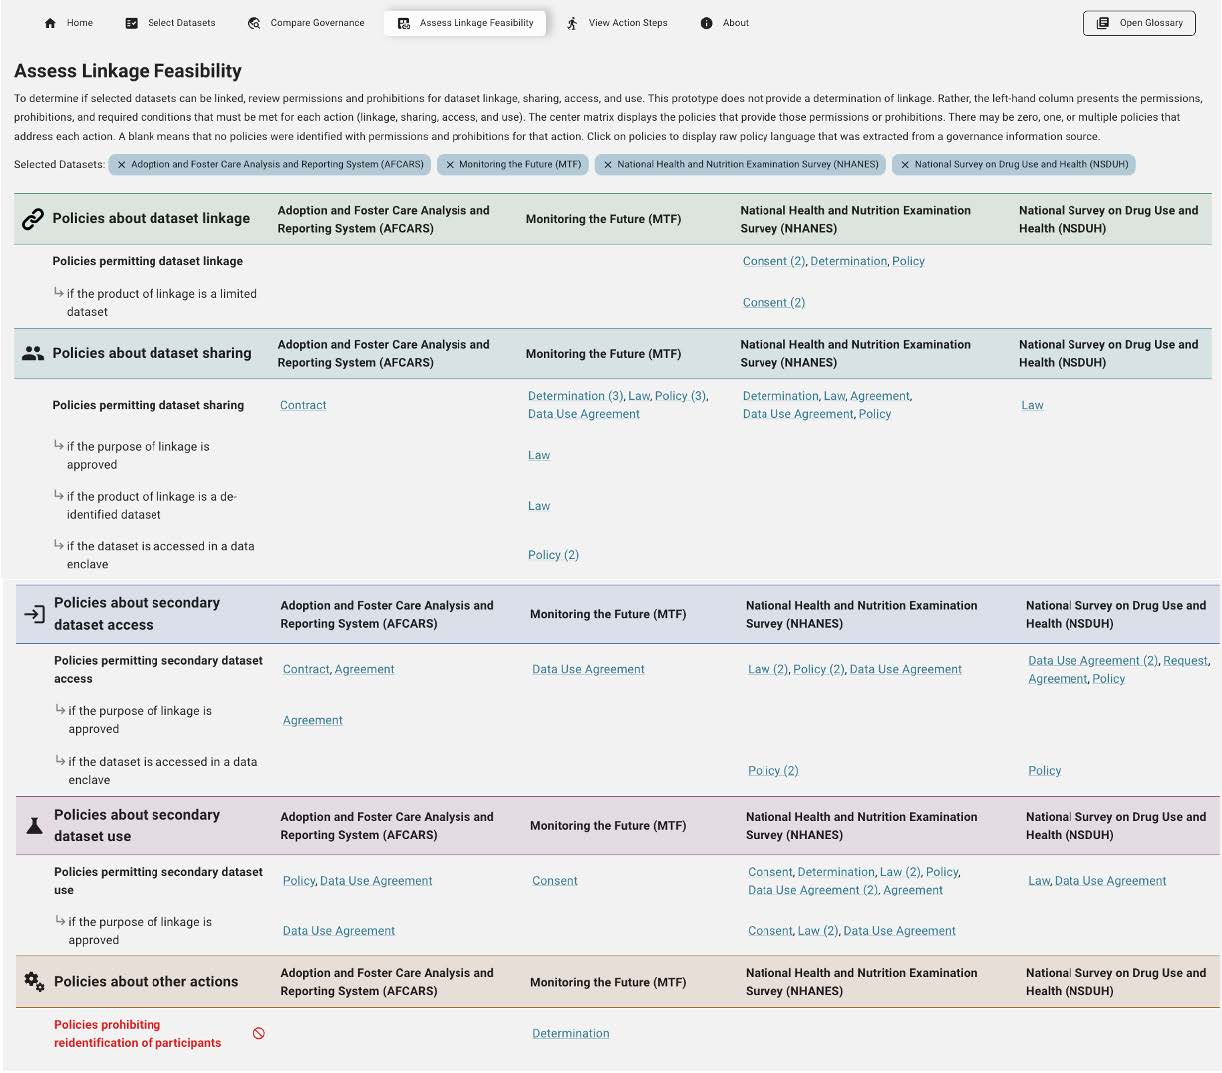 Home Select Datasets Compare Governance Assess Linkage Feasibility View Action Steps About Open Glossary
Assess Linkage Feasibility
To determine if selected datasets can be linked, review permissions and prohibitions for dataset linkage, sharing, access, and use. This prototype does not provide a determination of linkage. Rather, the left-hand column presents the permissions,
prohibitions, and required conditions that must be met for each action (linkage, sharing, access, and use). The center matrix displays the policies that provide those permissions or prohibitions. There may be zero, one, or multiple policies that
address each action. A blank means that no policies were identified with permissions and prohibitions for that action. Click on policies to display raw policy language that was extracted from a governance information source.
Selected Datasets: × Adoption and Foster Care Analysis and Reporting System (AFCARS) × Monitoring the Future (MTF) × National Health and Nutrition Examination Survey (NHANES) × National Survey on Drug Use and Health (NSDUH)
Policies about dataset linkage
Adoption and Foster Care Analysis and
Reporting System (AFCARS)
Monitoring the Future (MTF)
National Health and Nutrition Examination
Survey (NHANES)
National Survey on Drug Use and
Health (NSDUH)
Policies permitting dataset linkage
Consent (2), Determination, Policy
if the product of linkage is a limited
dataset
Consent (2)
Policies about dataset sharing
Adoption and Foster Care Analysis and
Reporting System (AFCARS)
Monitoring the Future (MTF)
National Health and Nutrition Examination
Survey (NHANES)
National Survey on Drug Use and
Health (NSDUH)
Policies permitting dataset sharing
Contract
Determination (3), Law, Policy (3),
Data Use Agreement
Determination, Law, Agreement,
Data Use Agreement, Policy
Law
if the purpose of linkage is
approved
Law
if the product of linkage is a de-
identified dataset
Law
if the dataset is accessed in a data
enclave
Policy (2)
Policies about secondary
dataset access
Adoption and Foster Care Analysis and
Reporting System (AFCARS)
Monitoring the Future (MTF)
National Health and Nutrition Examination
Survey (NHANES)
National Survey on Drug Use and
Health (NSDUH)
Policies permitting secondary dataset
access
Contract, Agreement
Data Use Agreement
Law (2), Policy (2), Data Use Agreement
Data Use Agreement (2), Request,
Agreement, Policy
if the purpose of linkage is
approved
Agreement
if the dataset is accessed in a data
enclave
Policy (2)
Policy
Policies about secondary
dataset use
Adoption and Foster Care Analysis and
Reporting System (AFCARS)
Monitoring the Future (MTF)
National Health and Nutrition Examination
Survey (NHANES)
National Survey on Drug Use and
Health (NSDUH)
Policies permitting secondary dataset
use
Policy, Data Use Agreement
Consent
Consent, Determination, Law (2), Policy,
Data Use Agreement (2), Agreement
Law, Data Use Agreement
if the purpose of linkage is
approved
Data Use Agreement
Consent, Law (2), Data Use Agreement
Policies about other actions
Adoption and Foster Care Analysis and
Reporting System (AFCARS)
Monitoring the Future (MTF)
National Health and Nutrition Examination
Survey (NHANES)
National Survey on Drug Use and
Health (NSDUH)
Policies prohibiting
reidentification of participants
Determination